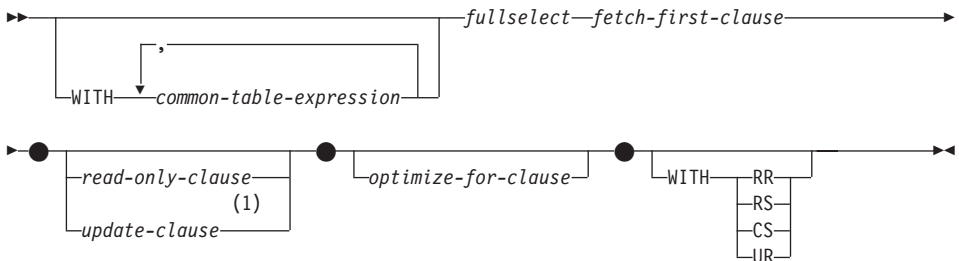 fullselect fetch-first-clause
,
WITH common-table-expression
read-only-clause optimize-for-clause WITH RR
(1) RS
update-clause CS
UR